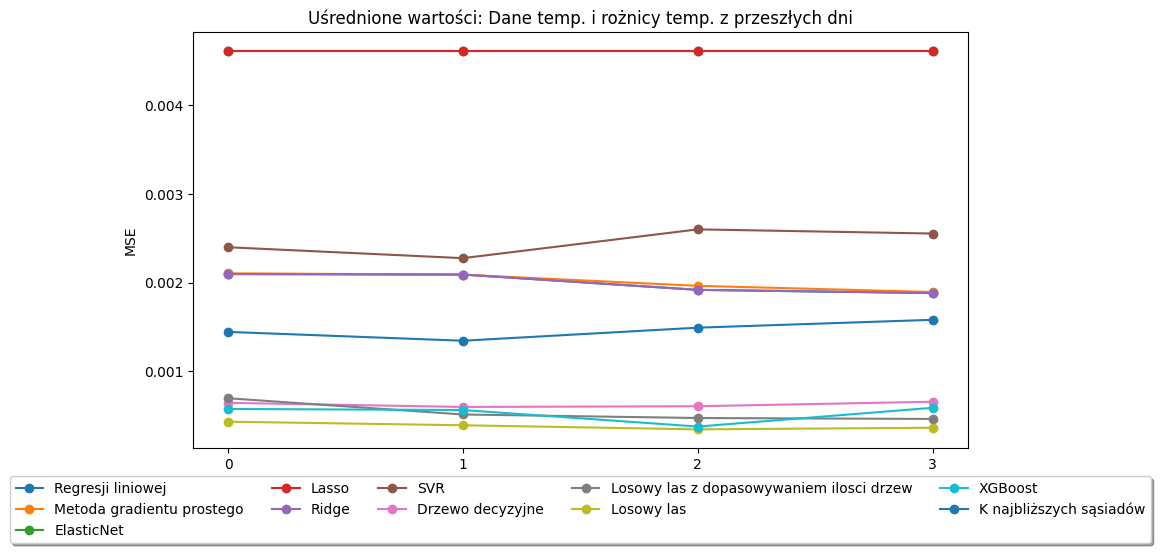 Uśrednione wartości: Dane temp. i rożnicy temp. z przeszłych dni
0.004
0.003
0.002
0.001
MSE
0 1 2 3
Regresji liniowej Lasso SVR Losowy las z dopasowywaniem ilosci drzew XGBoost
Metoda gradientu prostego Ridge Drzewo decyzyjne Losowy las K najbliższych sąsiadów
ElasticNet